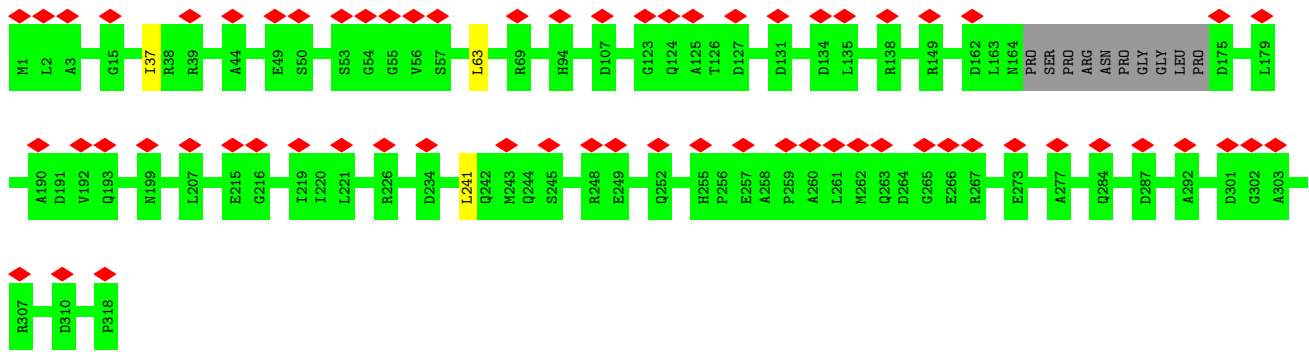 M1 L2 A3 G15 I37 R38 R39 A44 E49 S50 S53 G54 G55 V56 S57 L63 R69 H94 D107 G123 Q124 A125 T126 D127 D131 D134 L135 R138 R149 D162 L163 N164 PRO SER PRO ARG ASN PRO GLY GLY LEU PRO D175 L179
A190 D191 V192 Q193 N199 L207 E215 G216 I219 I220 L221 R226 D234 L241 Q242 M243 Q244 S245 R248 E249 Q252 H255 P256 E257 A258 P259 A260 L261 M262 Q263 D264 G265 E266 R267 E273 A277 Q284 D287 A292 D301 G302 A303
R307 D310 P318